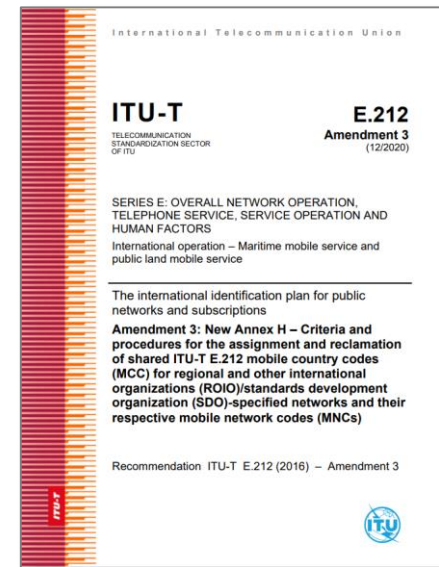 International Telecommunication Union
ITU-T
TELECOMMUNICATION
STANDARDIZATION SECTOR
OF ITU
E.212
Amendment 3
(12/2020)
SERIES E: OVERALL NETWORK OPERATION,
TELEPHONE SERVICE, SERVICE OPERATION AND
HUMAN FACTORS
International operation – Maritime mobile service and
public land mobile service
The international identification plan for public
networks and subscriptions
Amendment 3: New Annex H – Criteria and
procedures for the assignment and reclamation
of shared ITU-T E.212 mobile country codes
(MCC) for regional and other international
organizations (ROIO)/standards development
organization (SDO)-specified networks and their
respective mobile network codes (MNCs)
Recommendation ITU-T E.212 (2016) – Amendment 3
ITU-T
ITU